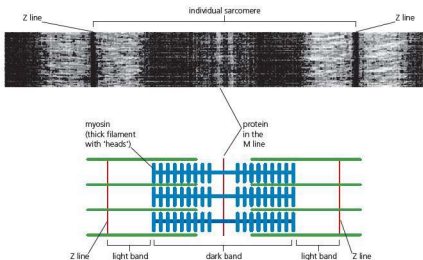 individual sarcomere
Z line
Z line
myosin
(thick filament
with 'heads')
protein
in the
M line
Z line
light band
dark band
light band
Z line